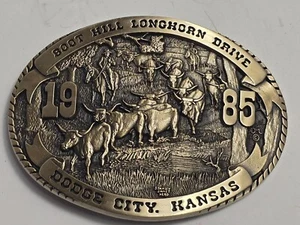 BOOT HILL LONGHORN DRIVE
19 85
DODGE CITY, KANSAS